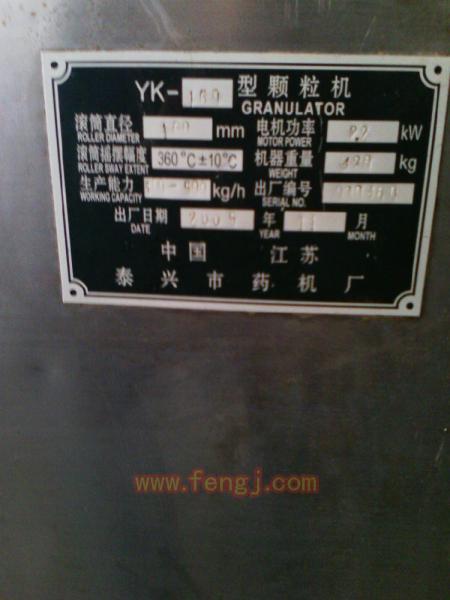 YK-160 型颗粒机
GRANULATOR
滚筒直径 160 mm 电机功率 kW
ROLLER DIAMETER MOTOR POWER
滚筒摇摆幅度 360℃±10℃ 机器重量 kg
ROLLER SWAY EXTENT WEIGHT
生产能力 kg/h 出厂编号
WORKING CAPACITY SERIAL NO.
出厂日期 2009 年 11 月
DATE YEAR MONTH
中国 江苏
泰兴市药机厂
www.fengj.com